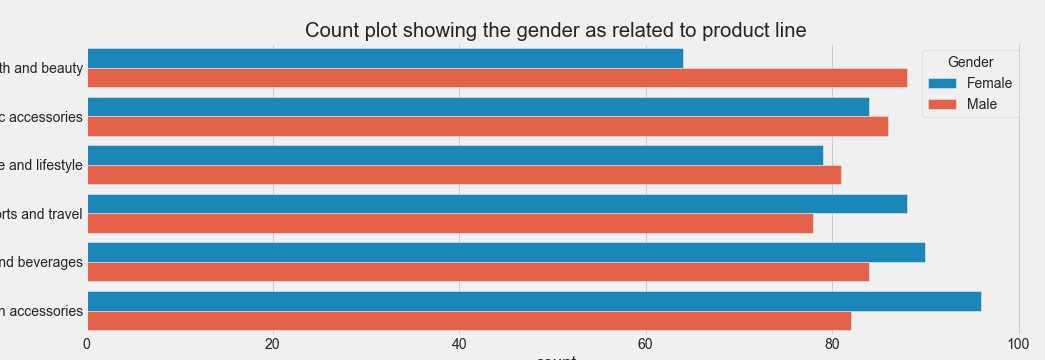 Count plot showing the gender as related to product line
Gender
Female
Male
th and beauty
c accessories
e and lifestyle
orts and travel
nd beverages
n accessories
0 20 40 60 80 100
count